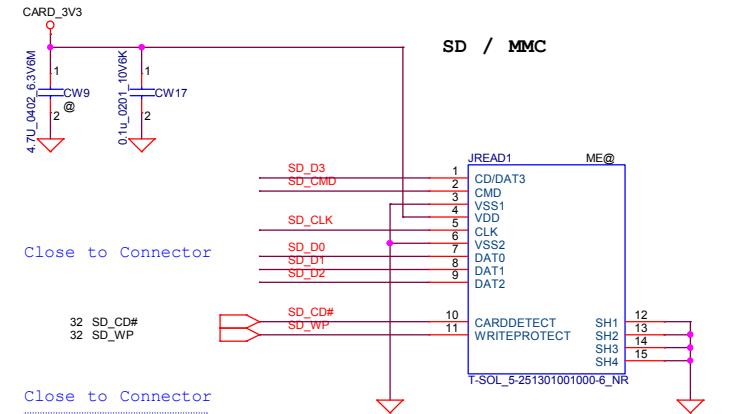 CARD_3V3
SD / MMC
4.7U_0402_6.3V6M
1
CW9
@
2
0.1u_0201_10V6K
1
CW17
2
JREAD1
ME@
SD_D3
1
CD/DAT3
SD_CMD
2
CMD
3
VSS1
4
VDD
SD_CLK
5
CLK
6
VSS2
SD_D0
7
DAT0
SD_D1
8
DAT1
SD_D2
9
DAT2
Close to Connector
32 SD_CD#
SD_CD#
10
CARDDETECT
32 SD_WP
SD_WP
11
WRITEPROTECT
SH1
12
SH2
13
SH3
14
SH4
15
T-SOL_5-251301001000-6_NR
Close to Connector